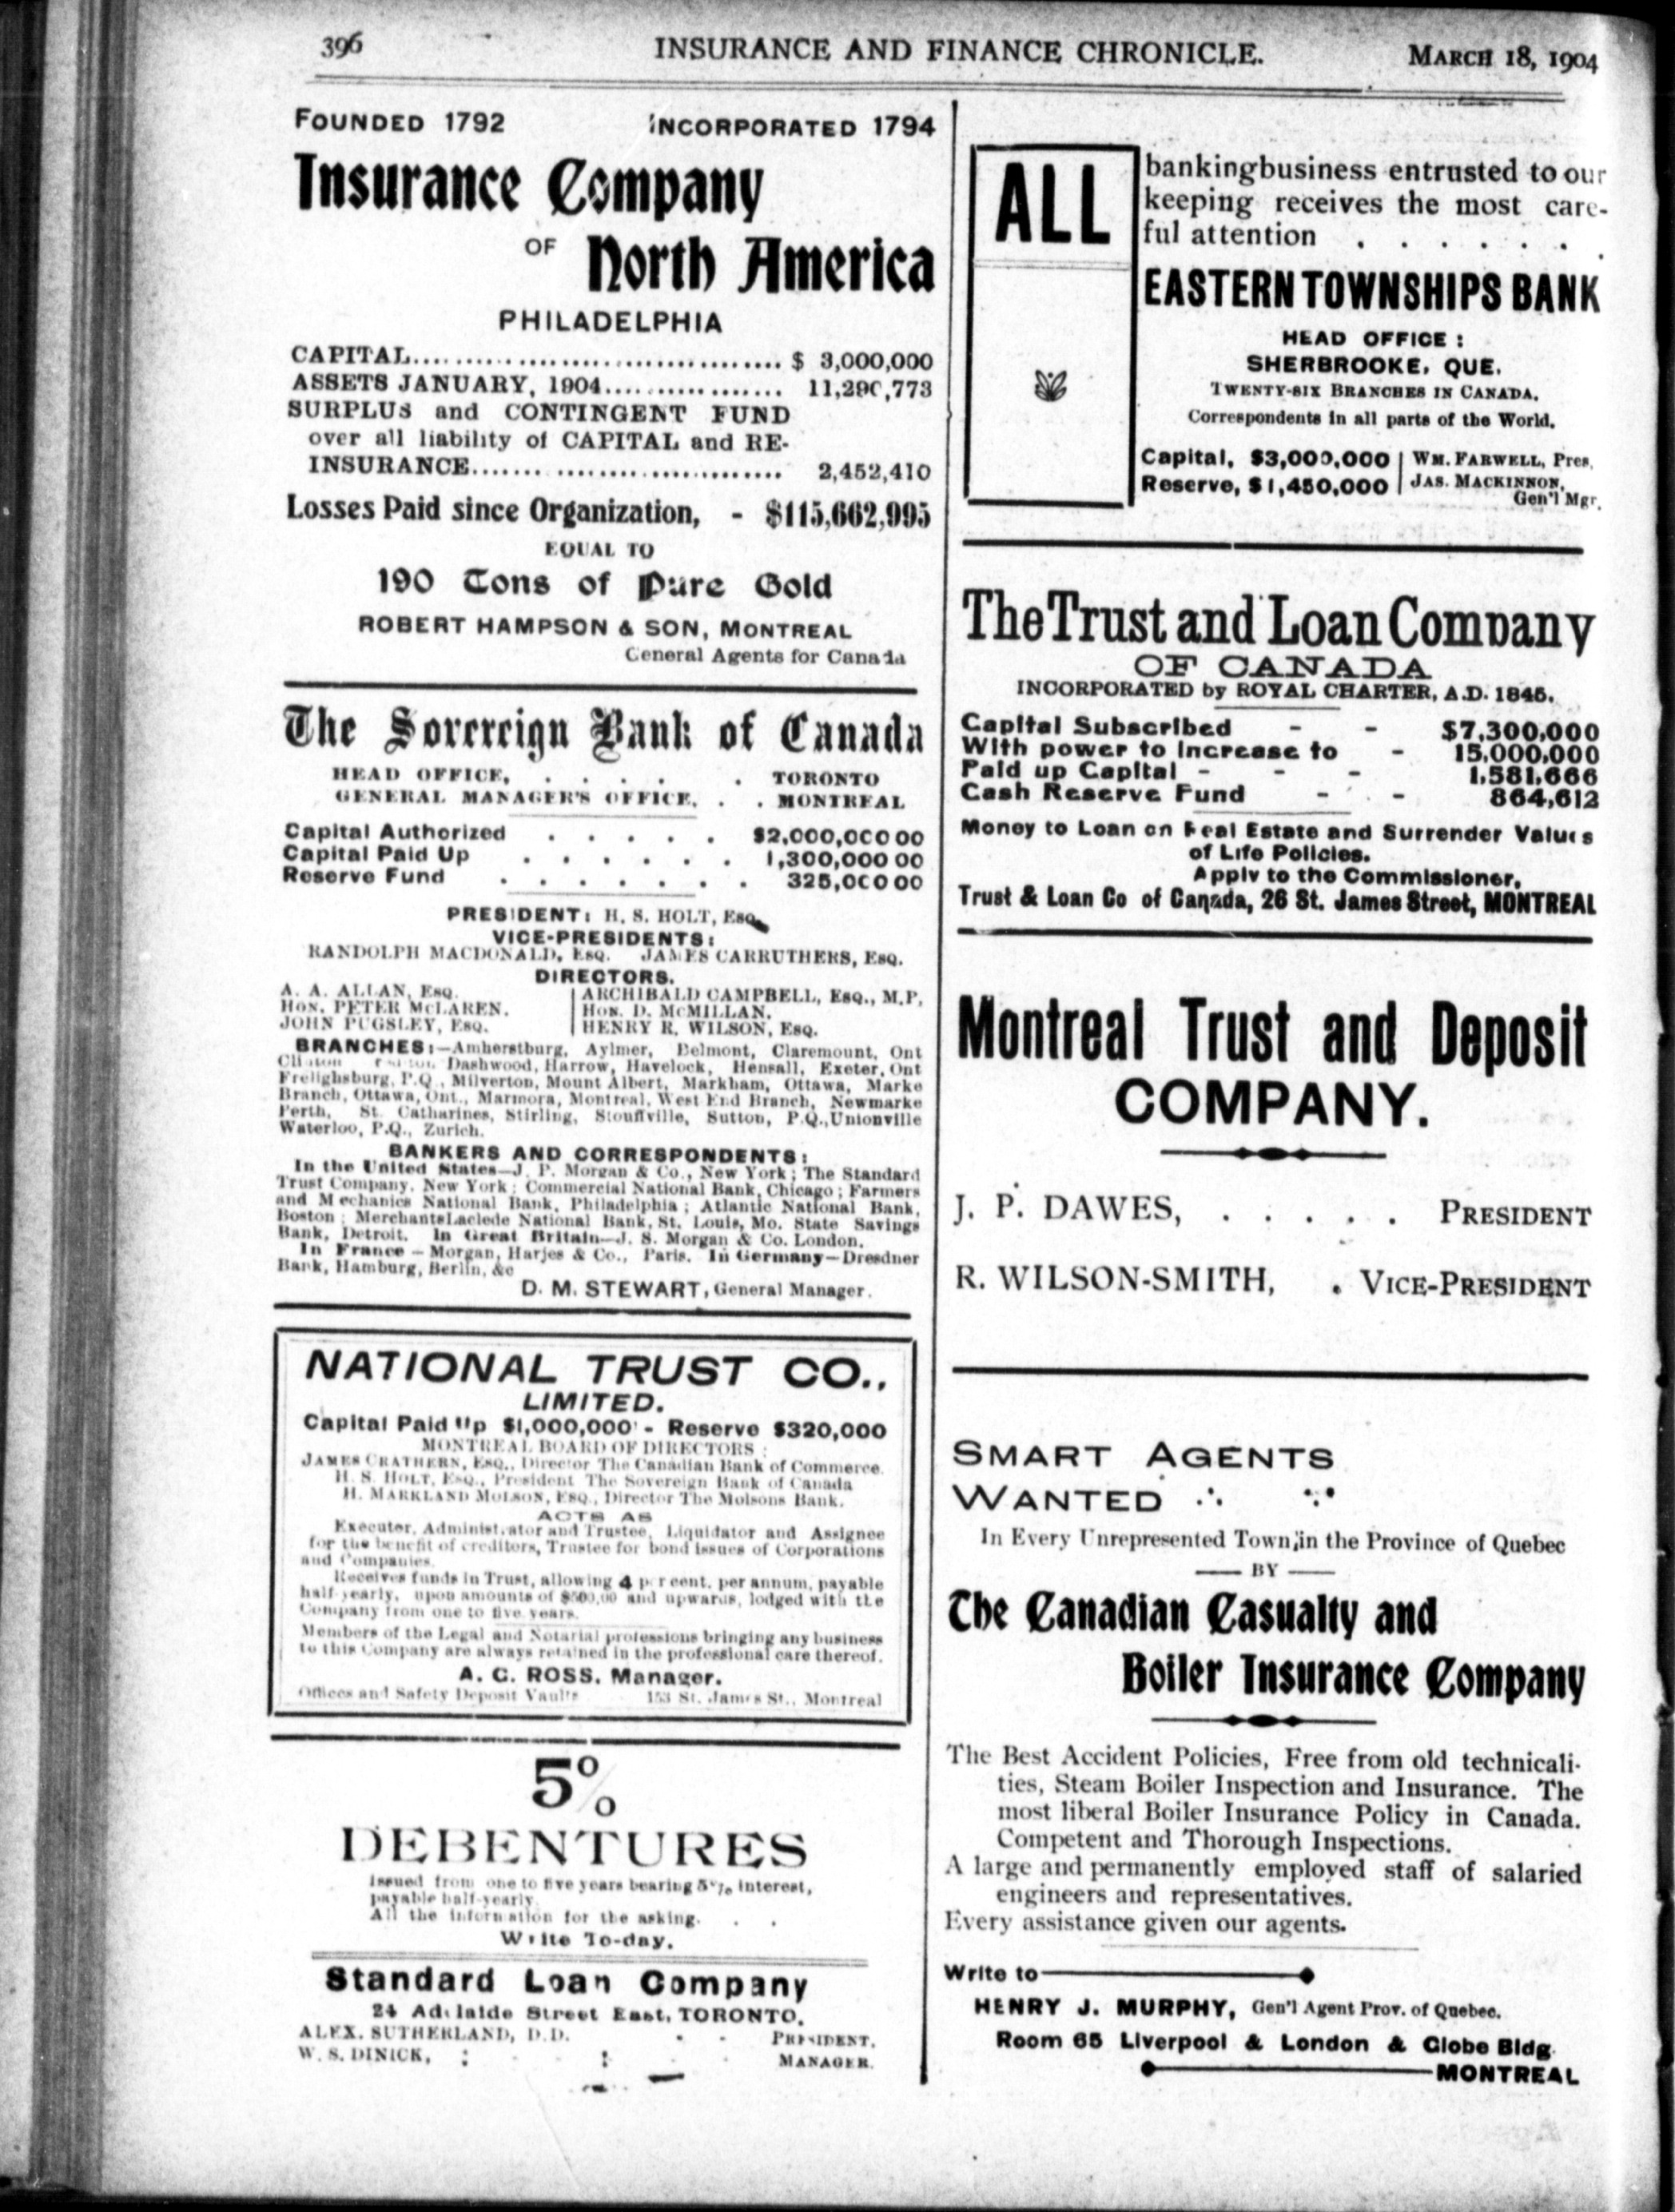 396 INSURANCE AND FINANCE CHRONICLE. MARCH 18, 1904
FOUNDED 1792 INCORPORATED 1794
Insurance Company
OF North America
PHILADELPHIA
CAPITAL.................................... $ 3,000,000
ASSETS JANUARY, 1904.................. 11,290,773
SURPLUS and CONTINGENT FUND
over all liability of CAPITAL and RE-
INSURANCE............................... 2,452,410
Losses Paid since Organization, - $115,662,995
EQUAL TO
190 Tons of Pure Gold
ROBERT HAMPSON & SON, MONTREAL
General Agents for Canada
The Sovereign Bank of Canada
HEAD OFFICE, . . . . . TORONTO
GENERAL MANAGER'S OFFICE, . . MONTREAL
Capital Authorized . . . . . $2,000,000 00
Capital Paid Up . . . . . . 1,300,000 00
Reserve Fund . . . . . . . 325,000 00
PRESIDENT: H. S. HOLT, ESQ.
VICE-PRESIDENTS:
RANDOLPH MACDONALD, ESQ. JAMES CARRUTHERS, ESQ.
DIRECTORS.
A. A. ALLAN, ESQ. ARCHIBALD CAMPBELL, ESQ., M.P.
HON. PETER McLAREN. HON. D. McMILLAN.
JOHN PUGSLEY, ESQ. HENRY R. WILSON, ESQ.
BRANCHES:—Amherstburg, Aylmer, Belmont, Claremount, Ont
Clinton Dashwood, Harrow, Havelock, Hensall, Exeter, Ont
Frelighsburg, P.Q., Milverton, Mount Albert, Markham, Ottawa, Marke
Branch, Ottawa, Ont., Marmora, Montreal, West End Branch, Newmarke
Perth, St. Catharines, Stirling, Stouffville, Sutton, P.Q., Unionville
Waterloo, P.Q., Zurich.
BANKERS AND CORRESPONDENTS:
In the United States—J. P. Morgan & Co., New York; The Standard
Trust Company, New York; Commercial National Bank, Chicago; Farmers
and Mechanics National Bank, Philadelphia; Atlantic National Bank,
Boston; Merchants Laclede National Bank, St. Louis, Mo. State Savings
Bank, Detroit. In Great Britain—J. S. Morgan & Co. London.
In France—Morgan, Harjes & Co., Paris. In Germany—Dresdner
Bank, Hamburg, Berlin, &c
D. M. STEWART, General Manager.
NATIONAL TRUST CO.,
LIMITED.
Capital Paid Up $1,000,000 - Reserve $320,000
MONTREAL BOARD OF DIRECTORS:
JAMES CRATHERN, ESQ., Director The Canadian Bank of Commerce.
H. S. HOLT, ESQ., President The Sovereign Bank of Canada
H. MARKLAND MOLSON, ESQ., Director The Molsons Bank.
ACTS AS
Executor, Administrator and Trustee, Liquidator and Assignee
for the benefit of creditors, Trustee for bond issues of Corporations
and Companies.
Receives funds in Trust, allowing 4 per cent. per annum, payable
half-yearly, upon amounts of $500.00 and upwards, lodged with the
Company from one to five years.
Members of the Legal and Notarial professions bringing any business
to this Company are always retained in the professional care thereof.
A. C. ROSS. Manager.
Offices and Safety Deposit Vaults 153 St. James St., Montreal
5%
DEBENTURES
Issued from one to five years bearing 5% interest,
payable half-yearly.
All the information for the asking. . .
Write To-day.
Standard Loan Company
24 Adelaide Street East, TORONTO.
ALEX. SUTHERLAND, D.D. . . PRESIDENT.
W. S. DINICK, : : MANAGER.
ALL
banking business entrusted to our
keeping receives the most care-
ful attention . . . . . .
EASTERN TOWNSHIPS BANK
HEAD OFFICE:
SHERBROOKE, QUE.
TWENTY-SIX BRANCHES IN CANADA.
Correspondents in all parts of the World.
Capital, $3,000,000 WM. FARWELL, Pres.
Reserve, $1,450,000 JAS. MACKINNON,
Gen'l Mgr.
The Trust and Loan Company
OF CANADA
INCORPORATED by ROYAL CHARTER, A.D. 1845.
Capital Subscribed - - $7,300,000
With power to increase to - 15,000,000
Paid up Capital - - - 1,581,666
Cash Reserve Fund - - 864,612
Money to Loan on Real Estate and Surrender Values
of Life Policies.
Apply to the Commissioner,
Trust & Loan Co of Canada, 26 St. James Street, MONTREAL
Montreal Trust and Deposit
COMPANY.
J. P. DAWES, . . . . . PRESIDENT
R. WILSON-SMITH, . VICE-PRESIDENT
SMART AGENTS
WANTED
In Every Unrepresented Town, in the Province of Quebec
BY
The Canadian Casualty and
Boiler Insurance Company
The Best Accident Policies, Free from old technicali-
ties, Steam Boiler Inspection and Insurance. The
most liberal Boiler Insurance Policy in Canada.
Competent and Thorough Inspections.
A large and permanently employed staff of salaried
engineers and representatives.
Every assistance given our agents.
Write to
HENRY J. MURPHY, Gen'l Agent Prov. of Quebec.
Room 65 Liverpool & London & Globe Bldg.
MONTREAL